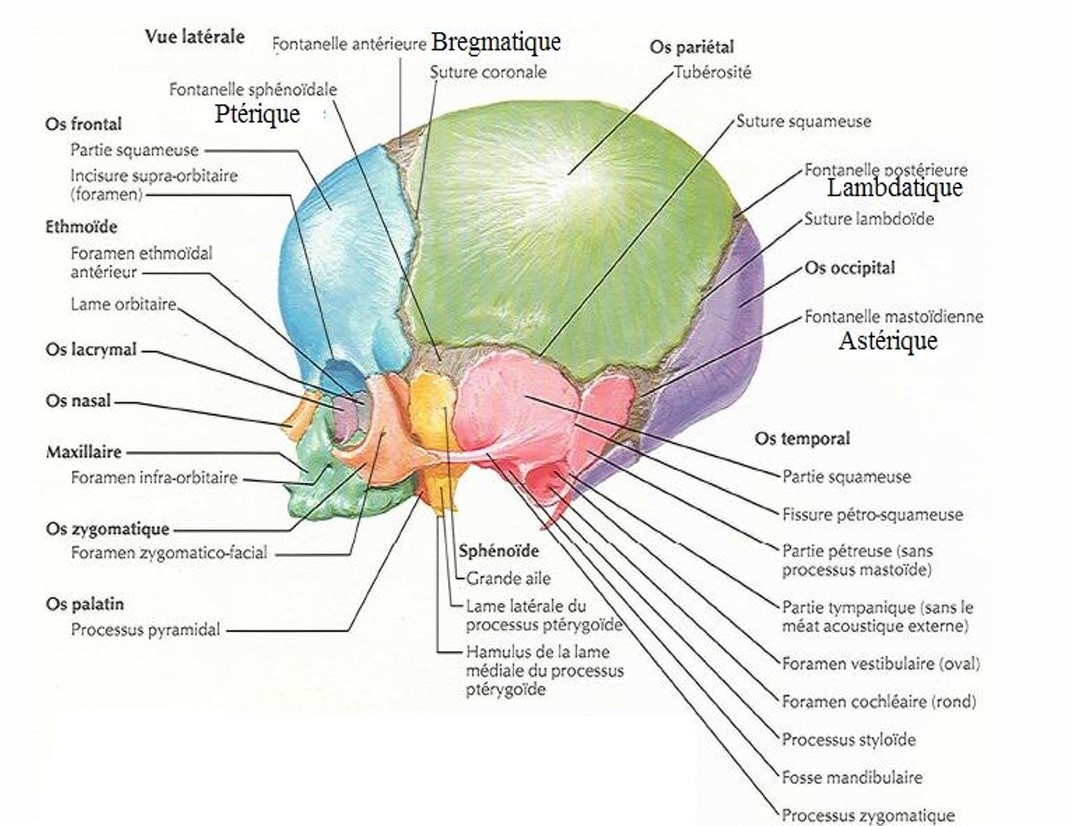 Vue latérale
Fontanelle antérieure Bregmatique
Suture coronale
Fontanelle sphénoïdale
Ptérique
Os frontal
Partie squameuse
Incisure supra-orbitaire
(foramen)
Ethmoïde
Foramen ethmoïdal
antérieur
Lame orbitaire
Os lacrymal
Os nasal
Maxillaire
Foramen infra-orbitaire
Os zygomatique
Foramen zygomatico-facial
Os palatin
Processus pyramidal
Sphénoïde
Grande aile
Lame latérale du
processus ptérygoïde
Hamulus de la lame
médiale du processus
ptérygoïde
Os pariétal
Tubérosité
Suture squameuse
Fontanelle postérieure
Lambdatique
Suture lambdoïde
Os occipital
Fontanelle mastoïdienne
Astérique
Os temporal
Partie squameuse
Fissure pétro-squameuse
Partie pétreuse (sans
processus mastoïde)
Partie tympanique (sans le
méat acoustique externe)
Foramen vestibulaire (oval)
Foramen cochléaire (rond)
Processus styloïde
Fosse mandibulaire
Processus zygomatique